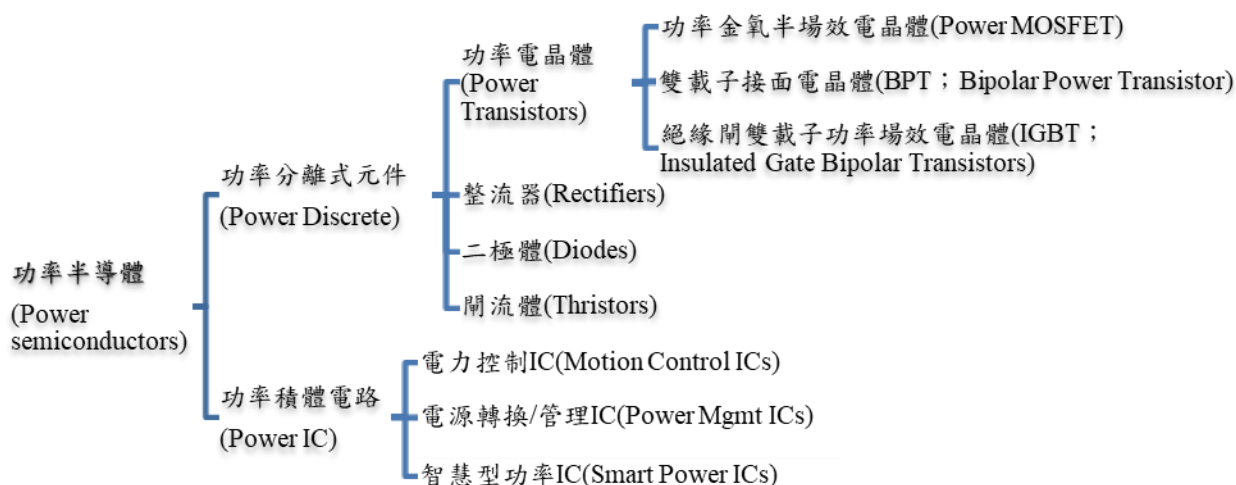 功率半導體
(Power
semiconductors)
功率分離式元件
(Power Discrete)
功率電晶體
(Power
Transistors)
功率金氧半場效電晶體(Power MOSFET)
雙載子接面電晶體(BPT；Bipolar Power Transistor)
絕緣閘雙載子功率場效電晶體(IGBT；
Insulated Gate Bipolar Transistors)
整流器(Rectifiers)
二極體(Diodes)
閘流體(Thristors)
功率積體電路
(Power IC)
電力控制IC(Motion Control ICs)
電源轉換/管理IC(Power Mgmt ICs)
智慧型功率IC(Smart Power ICs)